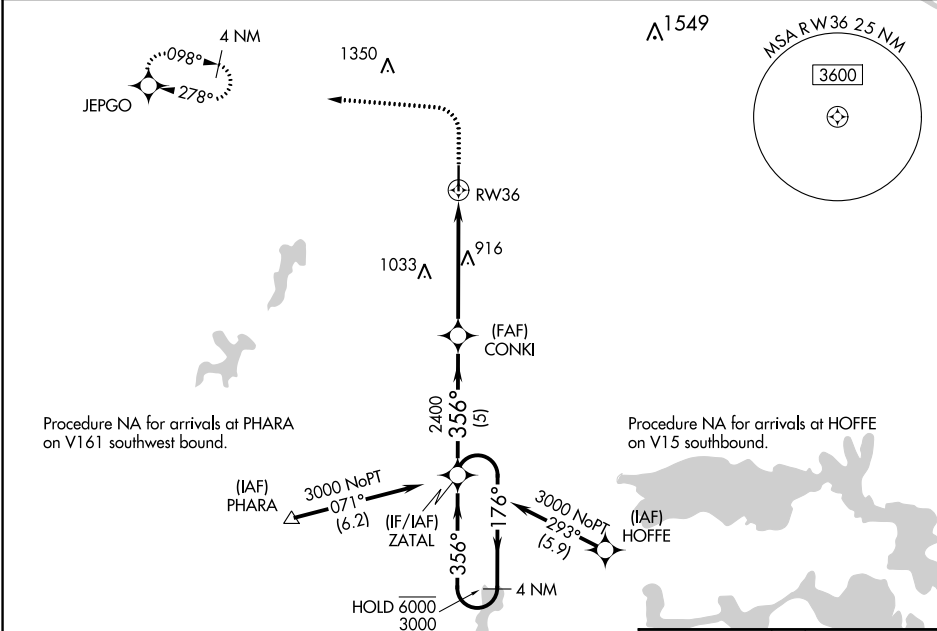 4 NM
098°
278°
JEPGO
1350
1549
MSA RW36 25 NM
3600
RW36
1033
916
(FAF)
CONKI
2400
356°
(5)
Procedure NA for arrivals at PHARA
on V161 southwest bound.
Procedure NA for arrivals at HOFFE
on V15 southbound.
(IAF)
PHARA
3000 NoPT
071°
(6.2)
(IF/IAF)
ZATAL
356°
176°
3000 NoPT
293°
(5.9)
(IAF)
HOFFE
4 NM
HOLD 6000
3000